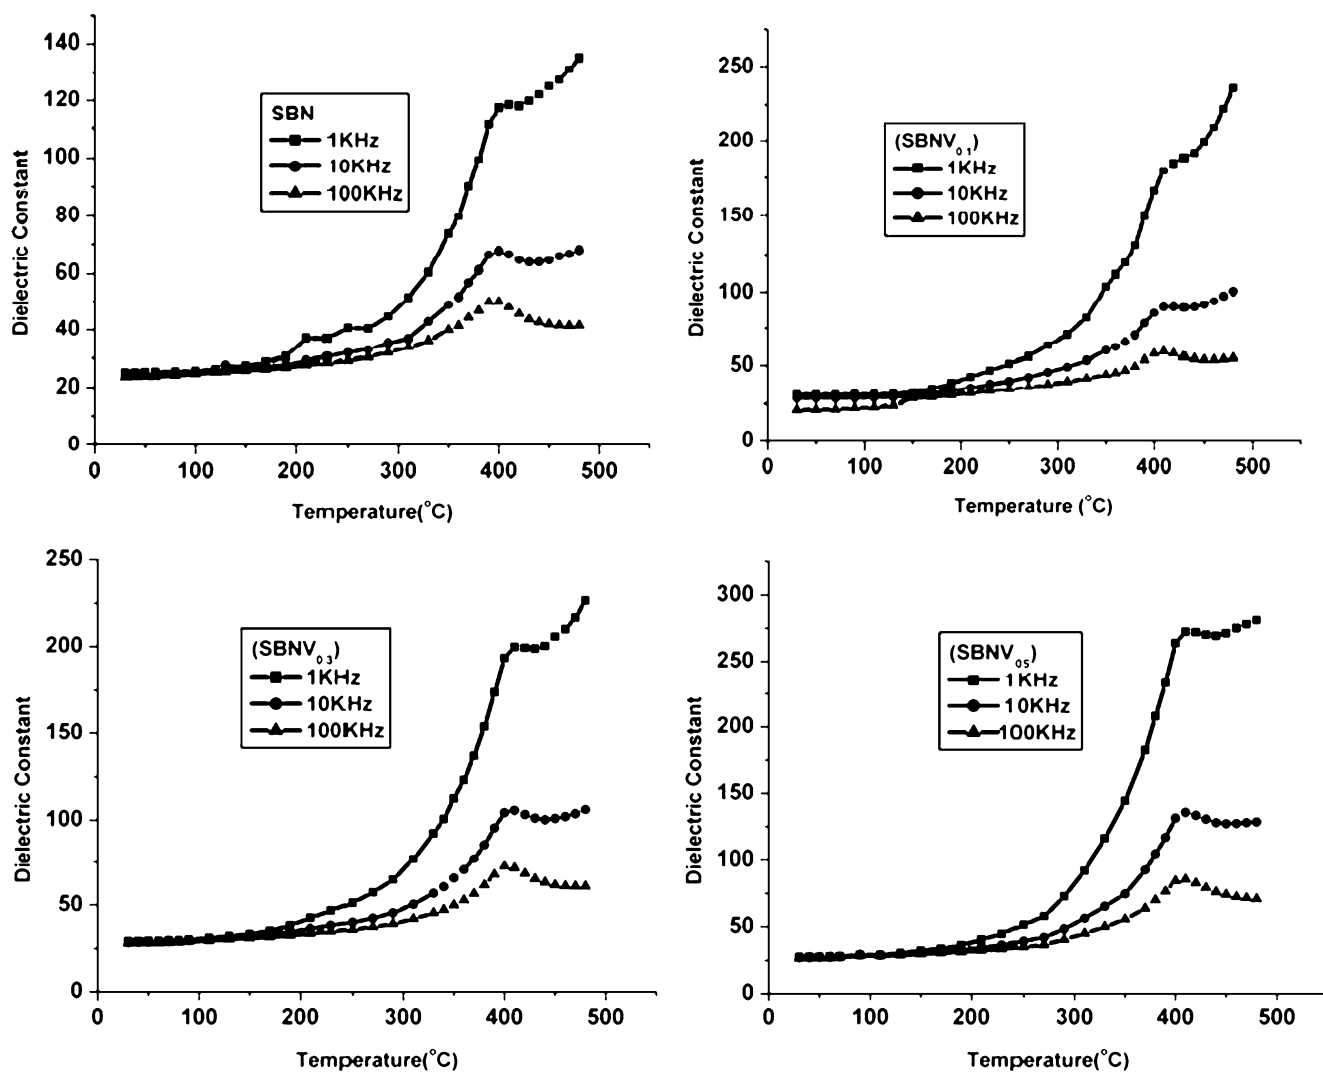 140
120
100
80
60
40
20
0
Dielectric Constant
SBN
1KHz
10KHz
100KHz
0 100 200 300 400 500
Temperature(°C)
250
200
150
100
50
0
Dielectric Constant
(SBNV0.1)
1KHz
10KHz
100KHz
0 100 200 300 400 500
Temperature (°C)
250
200
150
100
50
0
Dielectric Constant
(SBNV0 3)
1KHz
10KHz
100KHz
0 100 200 300 400 500
Temperature(°C)
300
250
200
150
100
50
0
Dielectric Constant
(SBNV05)
1KHz
10KHz
100KHz
0 100 200 300 400 500
Temperature(°C)